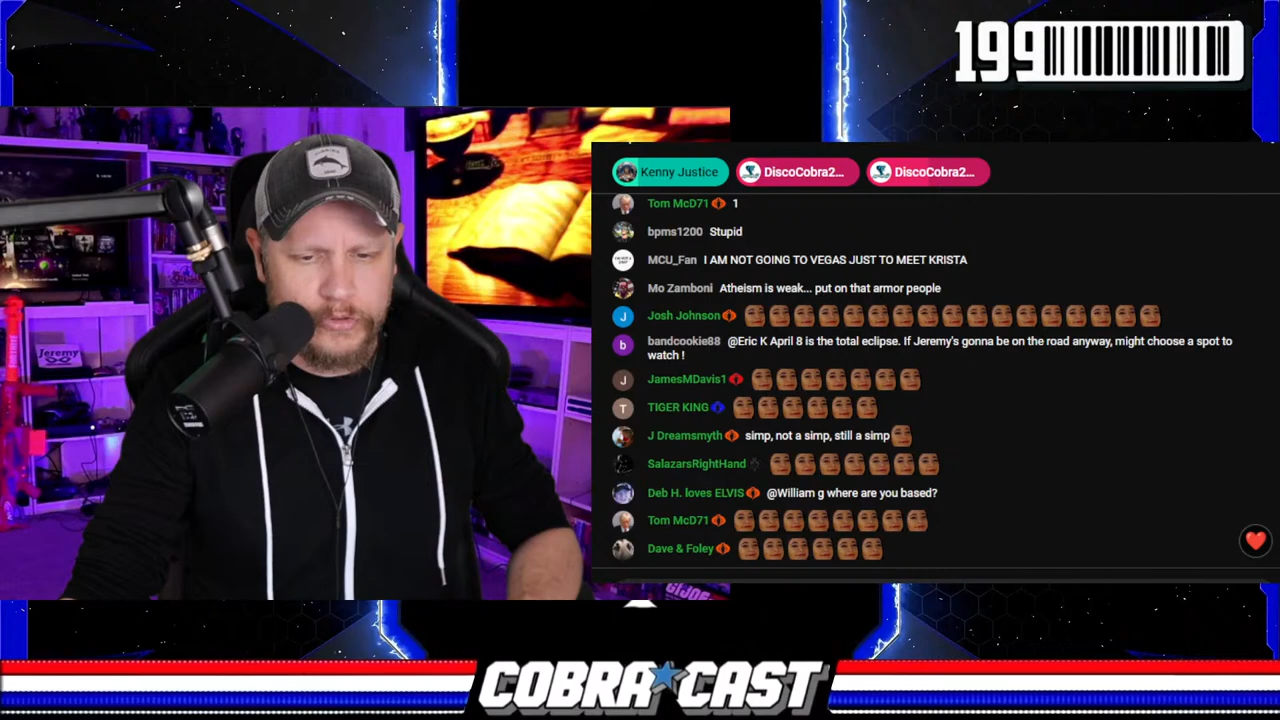 199
Kenny Justice
DiscoCobra2...
DiscoCobra2...
Tom McD71 1
bpms1200 Stupid
MCU_Fan I AM NOT GOING TO VEGAS JUST TO MEET KRISTA
Mo Zamboni Atheism is weak... put on that armor people
J Josh Johnson
b bandcookie88 @Eric K April 8 is the total eclipse. If Jeremy's gonna be on the road anyway, might choose a spot to
watch !
J JamesMDavis1
T TIGER KING
J Dreamsmyth simp, not a simp, still a simp
SalazarsRightHand
Deb H. loves ELVIS @William g where are you based?
Tom McD71
Dave & Foley
Jeremy
GIJOE
COBRA CAST